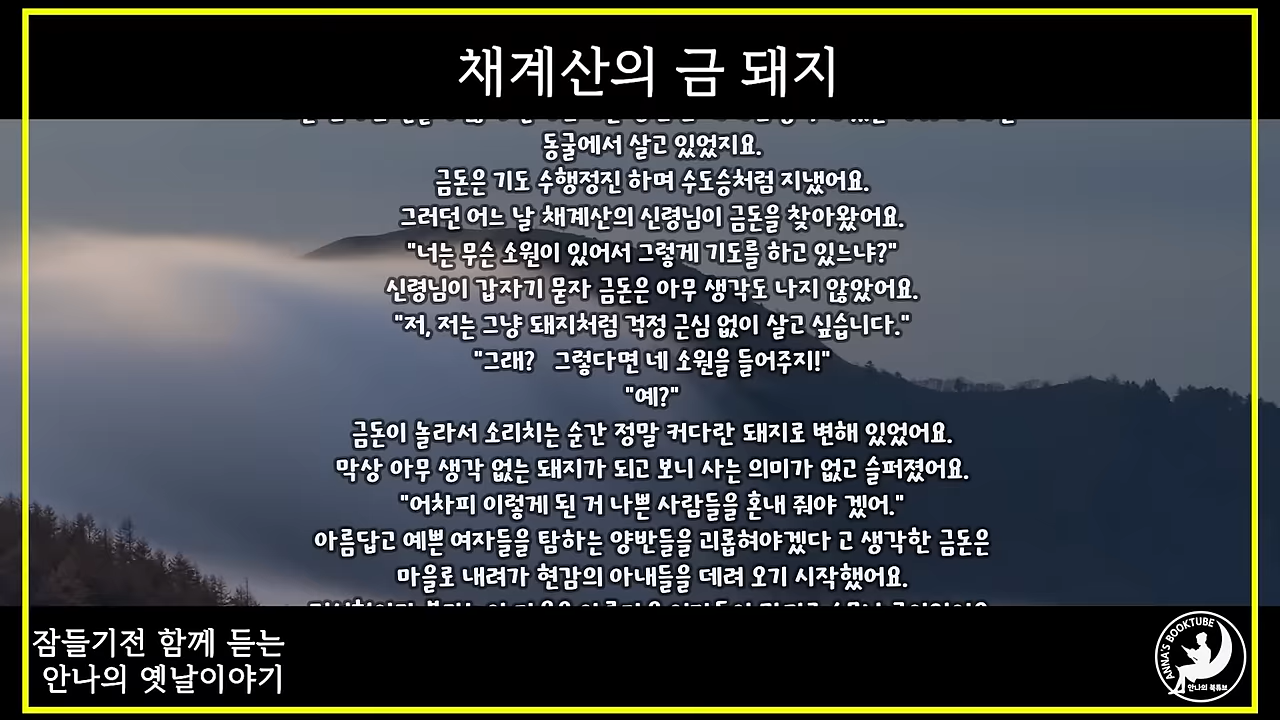 채계산의 금 돼지
동굴에서 살고 있었지요.
금돈은 기도 수행정진 하며 수도승처럼 지냈어요.
그러던 어느 날 채계산의 신령님이 금돈을 찾아왔어요.
"너는 무슨 소원이 있어서 그렇게 기도를 하고 있느냐?"
신령님이 갑자기 묻자 금돈은 아무 생각도 나지 않았어요.
"저, 저는 그냥 돼지처럼 걱정 근심 없이 살고 싶습니다."
"그래? 그렇다면 네 소원을 들어주지!"
"예?"
금돈이 놀라서 소리치는 순간 정말 커다란 돼지로 변해 있었어요.
막상 아무 생각 없는 돼지가 되고 보니 사는 의미가 없고 슬퍼졌어요.
"어차피 이렇게 된 거 나쁜 사람들을 혼내 줘야 겠어."
아름답고 예쁜 여자들을 탐하는 양반들을 괴롭혀야겠다 고 생각한 금돈은
마을로 내려가 현감의 아내들을 데려 오기 시작했어요.
잠들기전 함께 듣는
안나의 옛날이야기
ANNA'S BOOKTUBE
안나의 북튜브